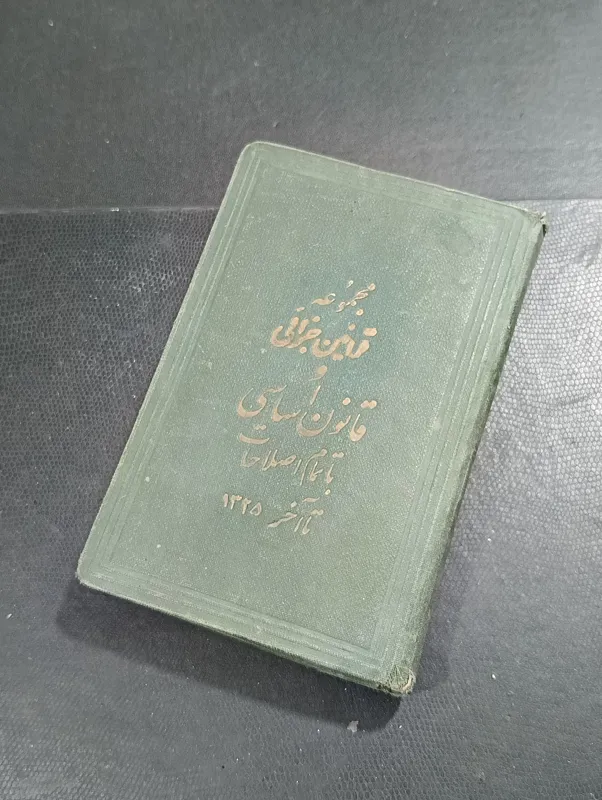 مجموعه
قوانین جزائی
و
قانون اساسی
با تمام اصلاحات
تا آخر ۱۳۲۵